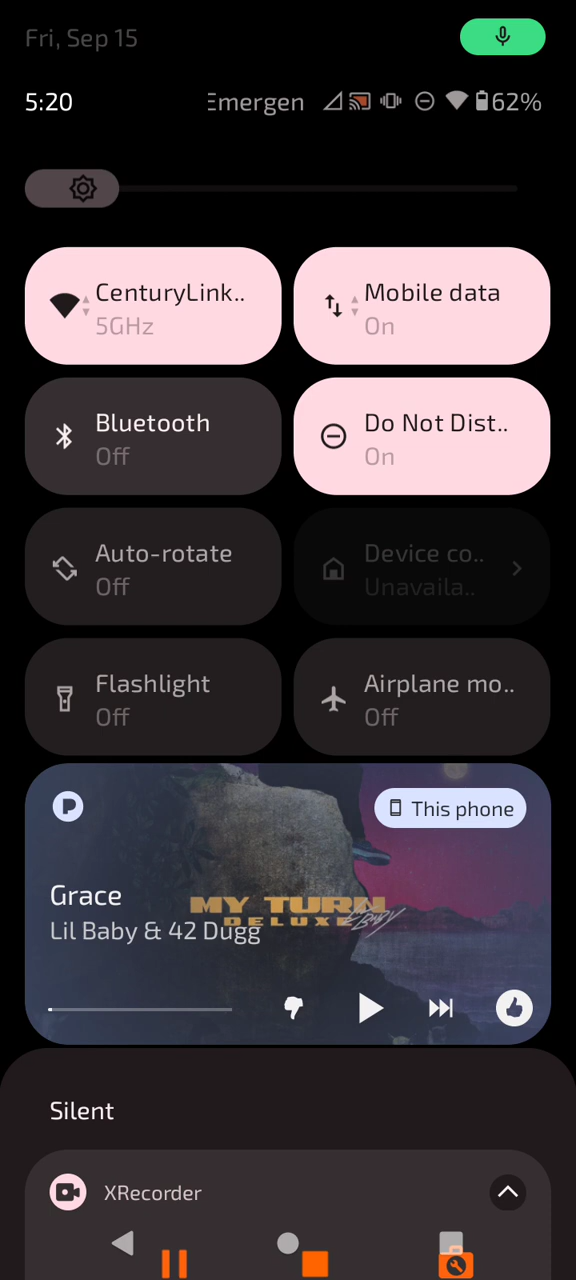 Fri, Sep 15
5:20
Emergen
62%
CenturyLink..
5GHz
Mobile data
On
Bluetooth
Off
Do Not Dist..
On
Auto-rotate
Off
Device co..
Unavaila..
Flashlight
Off
Airplane mo..
Off
This phone
Grace
MY TURN
DELUXE
Lil Baby & 42 Dugg
Silent
XRecorder